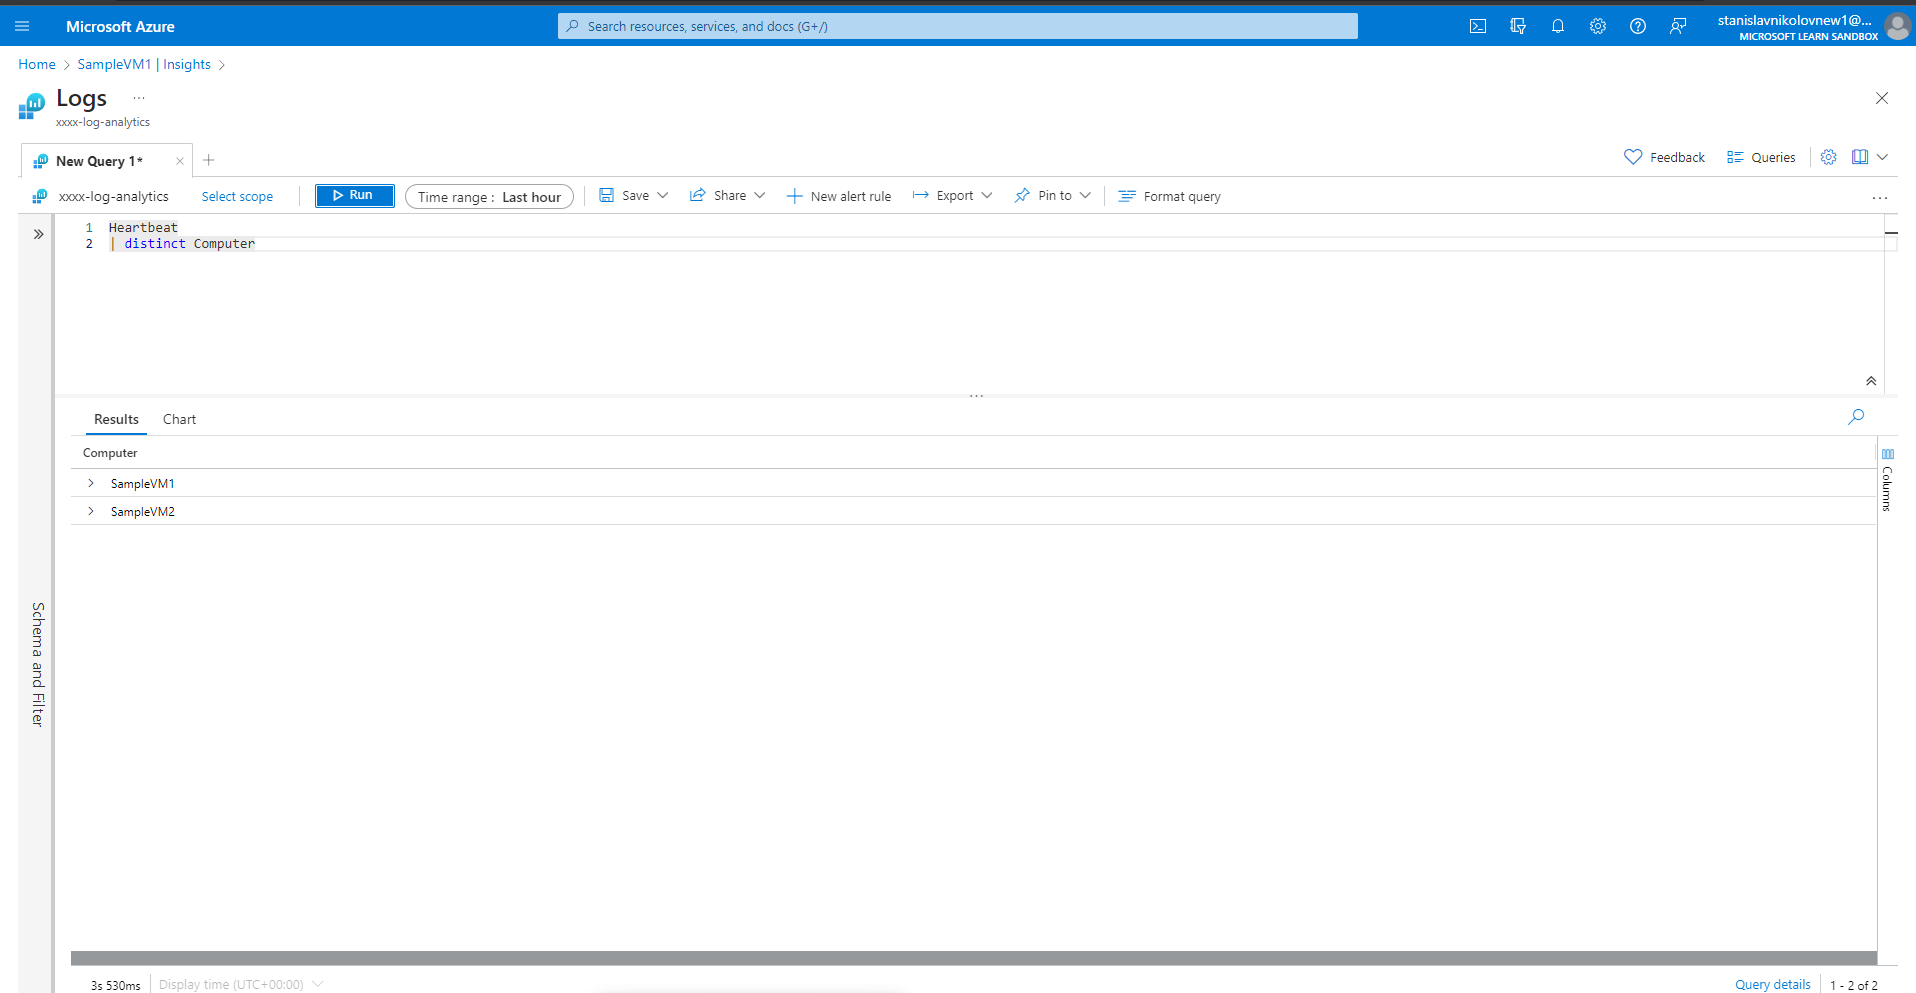 Microsoft Azure
Search resources, services, and docs (G+/)
stanislavnikolovnew1@...
MICROSOFT LEARN SANDBOX
Home > SampleVM1 | Insights >
Logs ...
xxxx-log-analytics
New Query 1*
Feedback
Queries
xxxx-log-analytics
Select scope
Run
Time range : Last hour
Save
Share
New alert rule
Export
Pin to
Format query
...
1 Heartbeat
2 | distinct Computer
...
Results
Chart
Computer
SampleVM1
SampleVM2
Columns
Schema and Filter
3s 530ms
Display time (UTC+00:00)
Query details
1 - 2 of 2